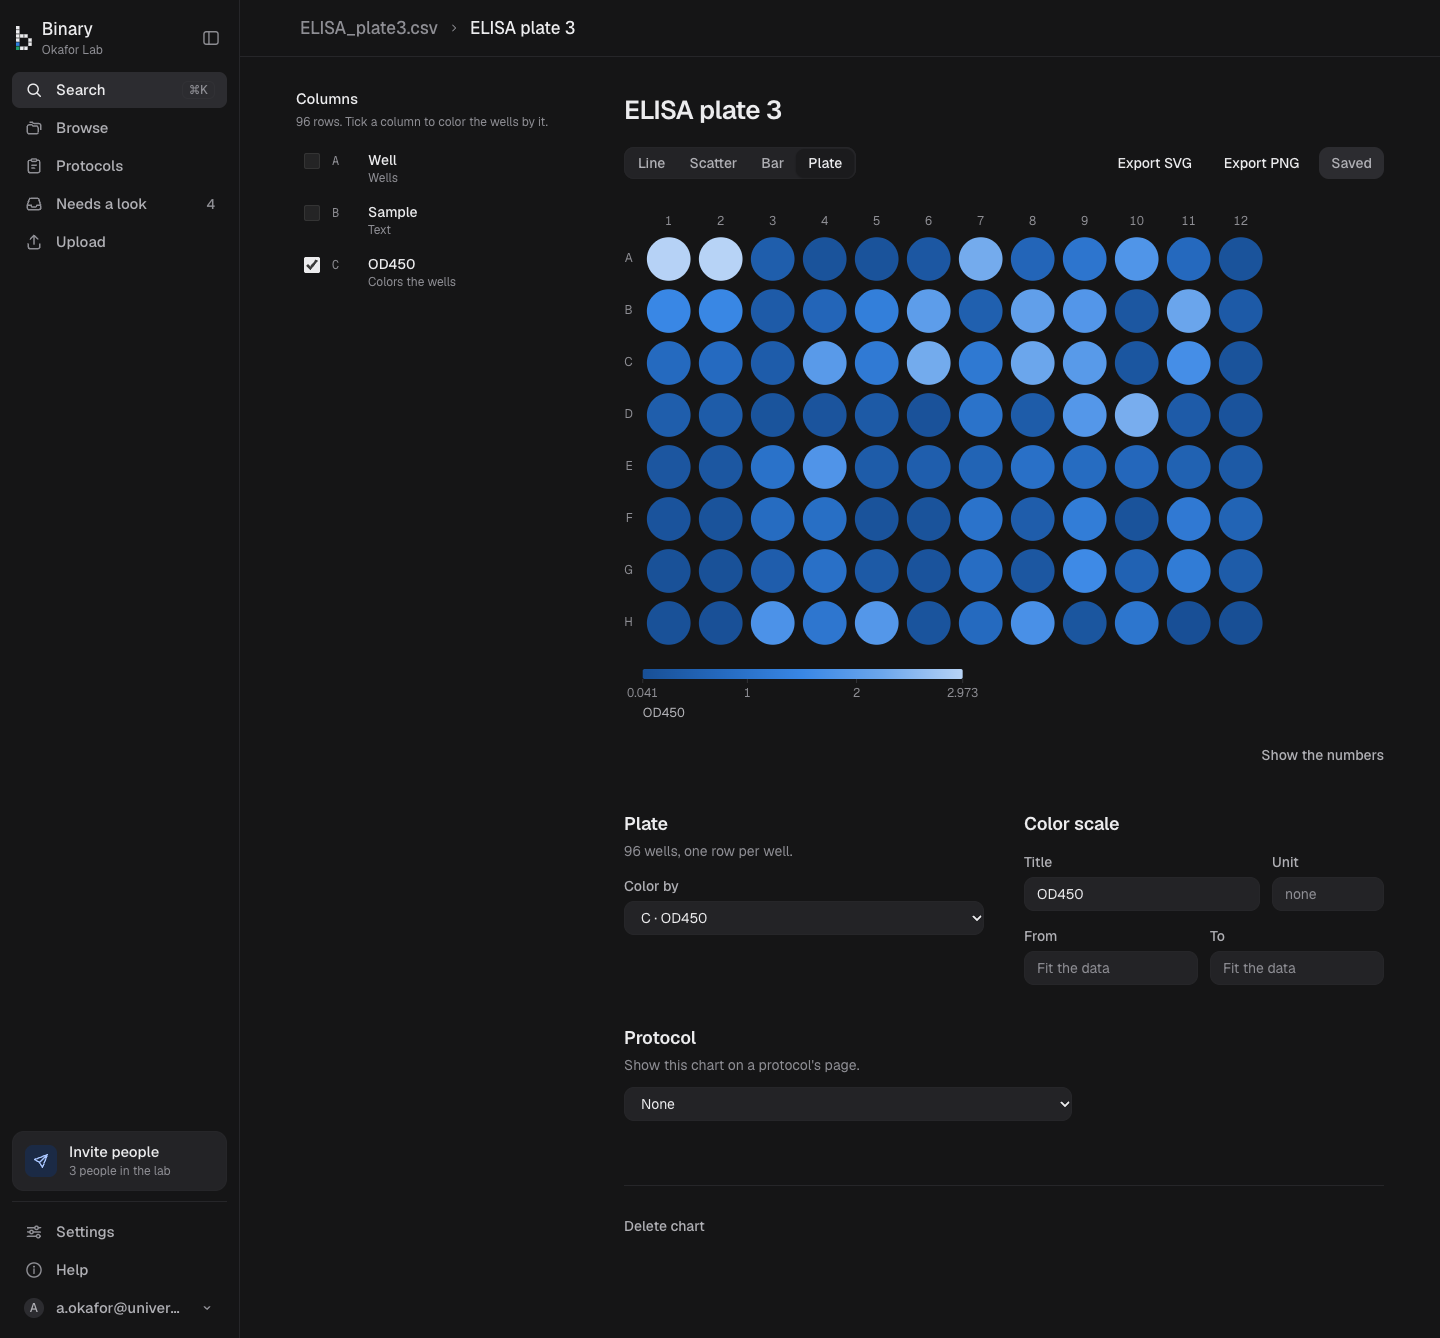 Binary
Okafor Lab
Search ⌘K
Browse
Protocols
Needs a look 4
Upload
Invite people
3 people in the lab
Settings
Help
A a.okafor@univer...
ELISA_plate3.csv › ELISA plate 3
Columns
96 rows. Tick a column to color the wells by it.
A Well
Wells
B Sample
Text
C OD450
Colors the wells
ELISA plate 3
Line Scatter Bar Plate Export SVG Export PNG Saved
1 2 3 4 5 6 7 8 9 10 11 12
A
B
C
D
E
F
G
H
0.041 1 2 2.973
OD450
Show the numbers
Plate
96 wells, one row per well.
Color by
C · OD450
Color scale
Title Unit
OD450 none
From To
Fit the data Fit the data
Protocol
Show this chart on a protocol's page.
None
Delete chart